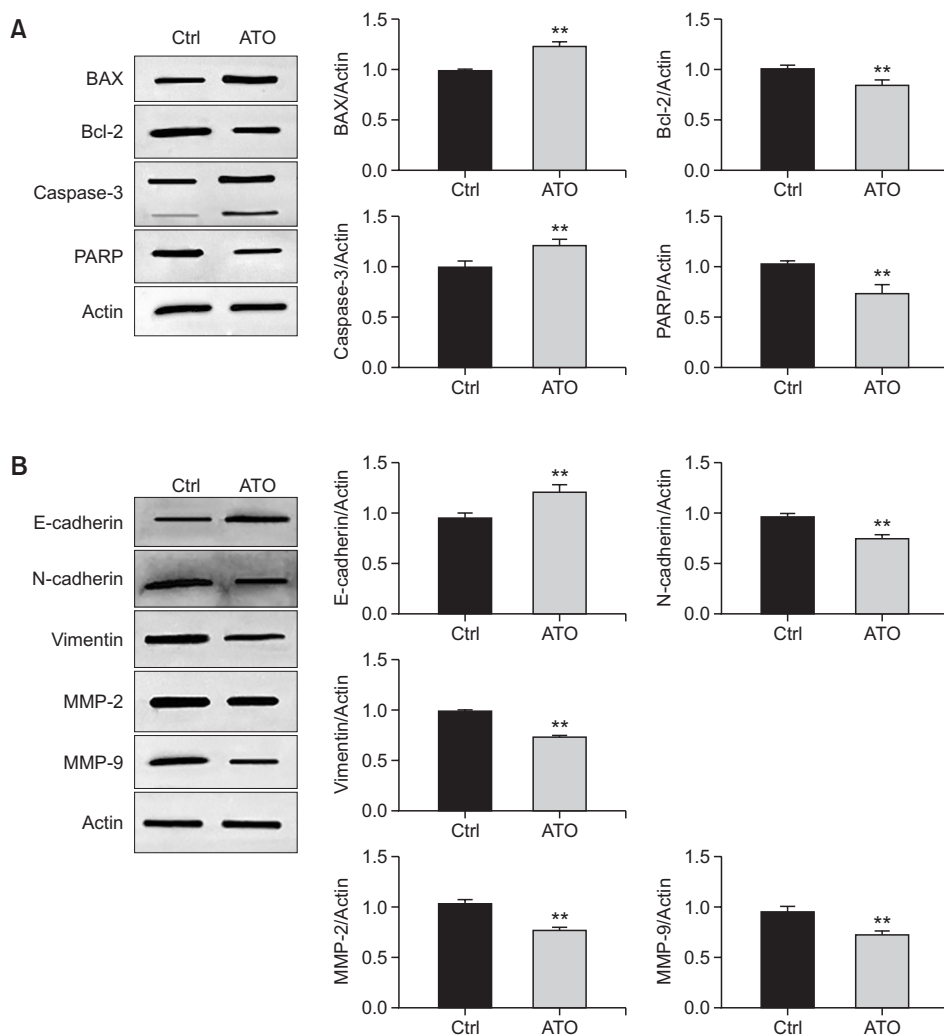 A
Ctrl ATO
BAX
Bcl-2
Caspase-3
PARP
Actin
BAX/Actin
1.5
1.0
0.5
0.0
**
Ctrl ATO
Bcl-2/Actin
1.5
1.0
0.5
0.0
**
Ctrl ATO
Caspase-3/Actin
1.5
1.0
0.5
0.0
**
Ctrl ATO
PARP/Actin
1.5
1.0
0.5
0.0
**
Ctrl ATO
B
Ctrl ATO
E-cadherin
N-cadherin
Vimentin
MMP-2
MMP-9
Actin
E-cadherin/Actin
1.5
1.0
0.5
0.0
**
Ctrl ATO
N-cadherin/Actin
1.5
1.0
0.5
0.0
**
Ctrl ATO
Vimentin/Actin
1.5
1.0
0.5
0.0
**
Ctrl ATO
MMP-2/Actin
1.5
1.0
0.5
0.0
**
Ctrl ATO
MMP-9/Actin
1.5
1.0
0.5
0.0
**
Ctrl ATO